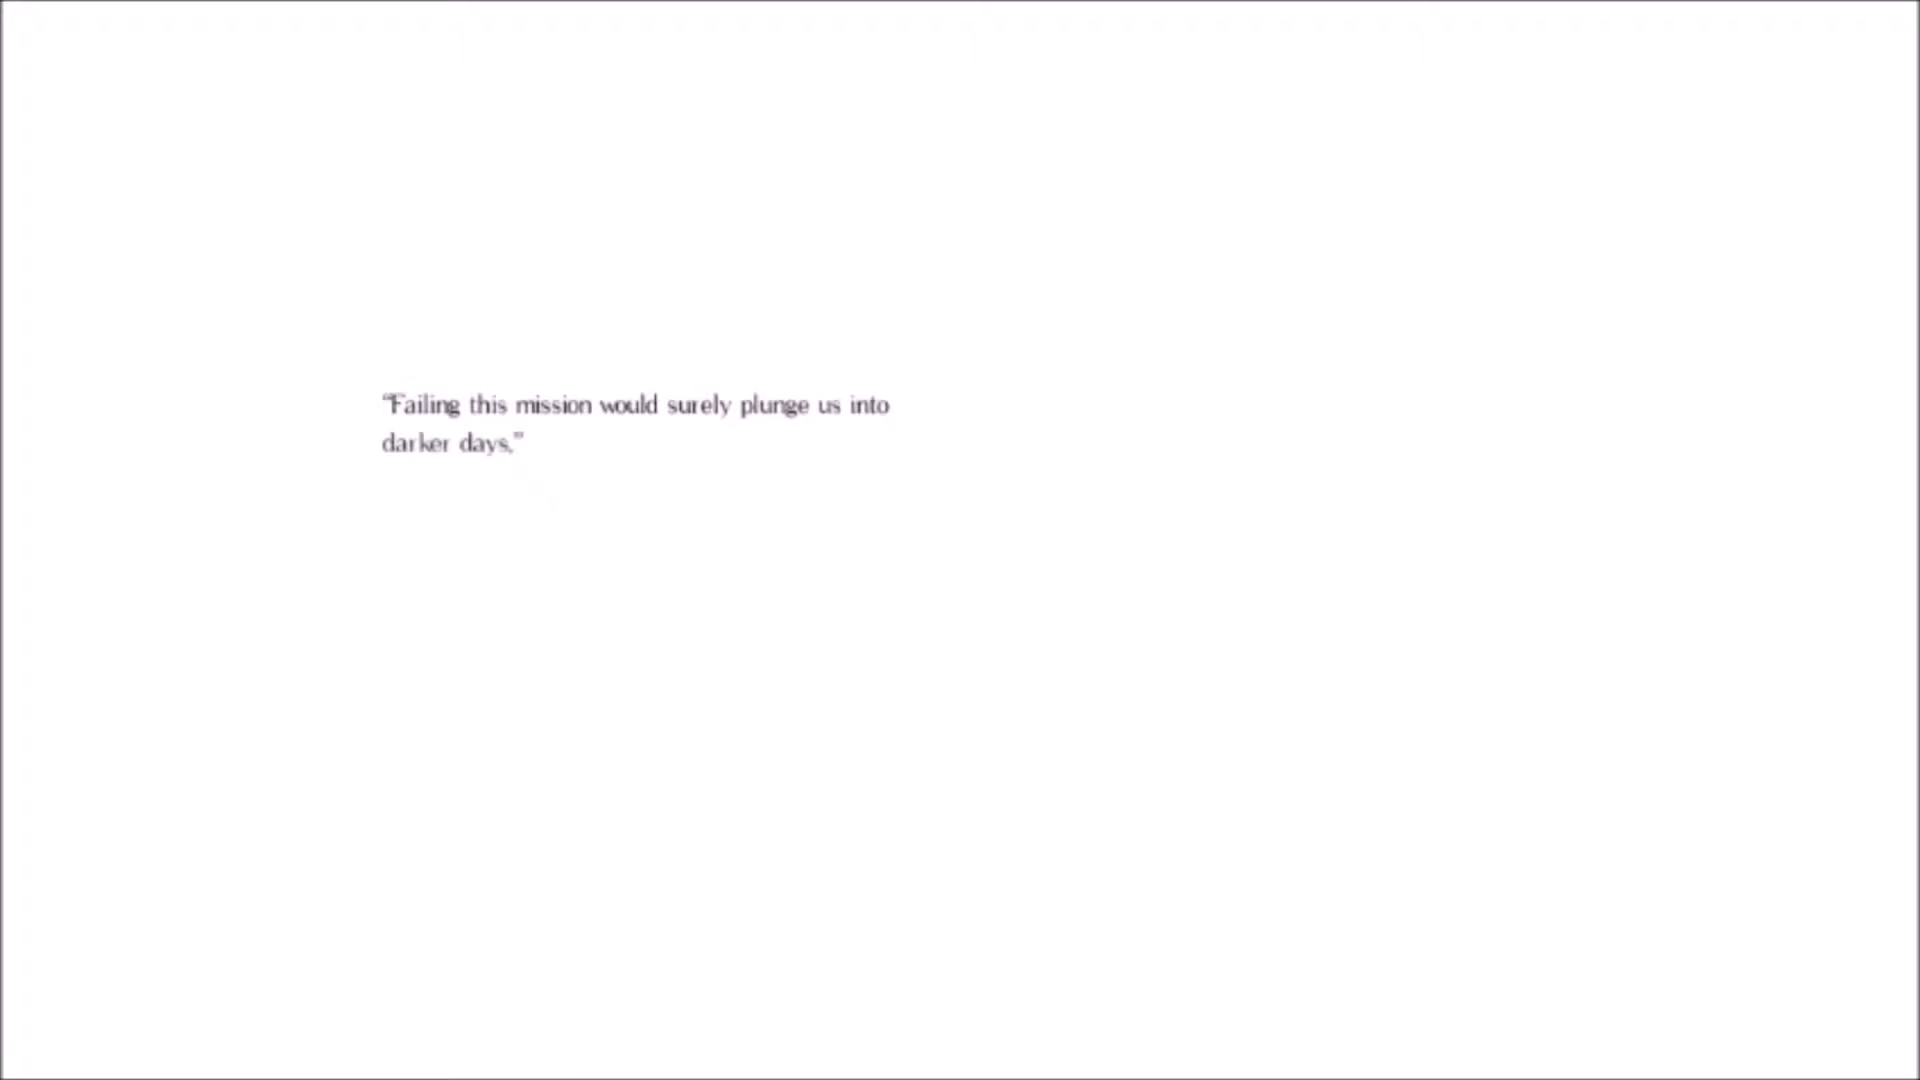 “Failing this mission would surely plunge us into
darker days,”